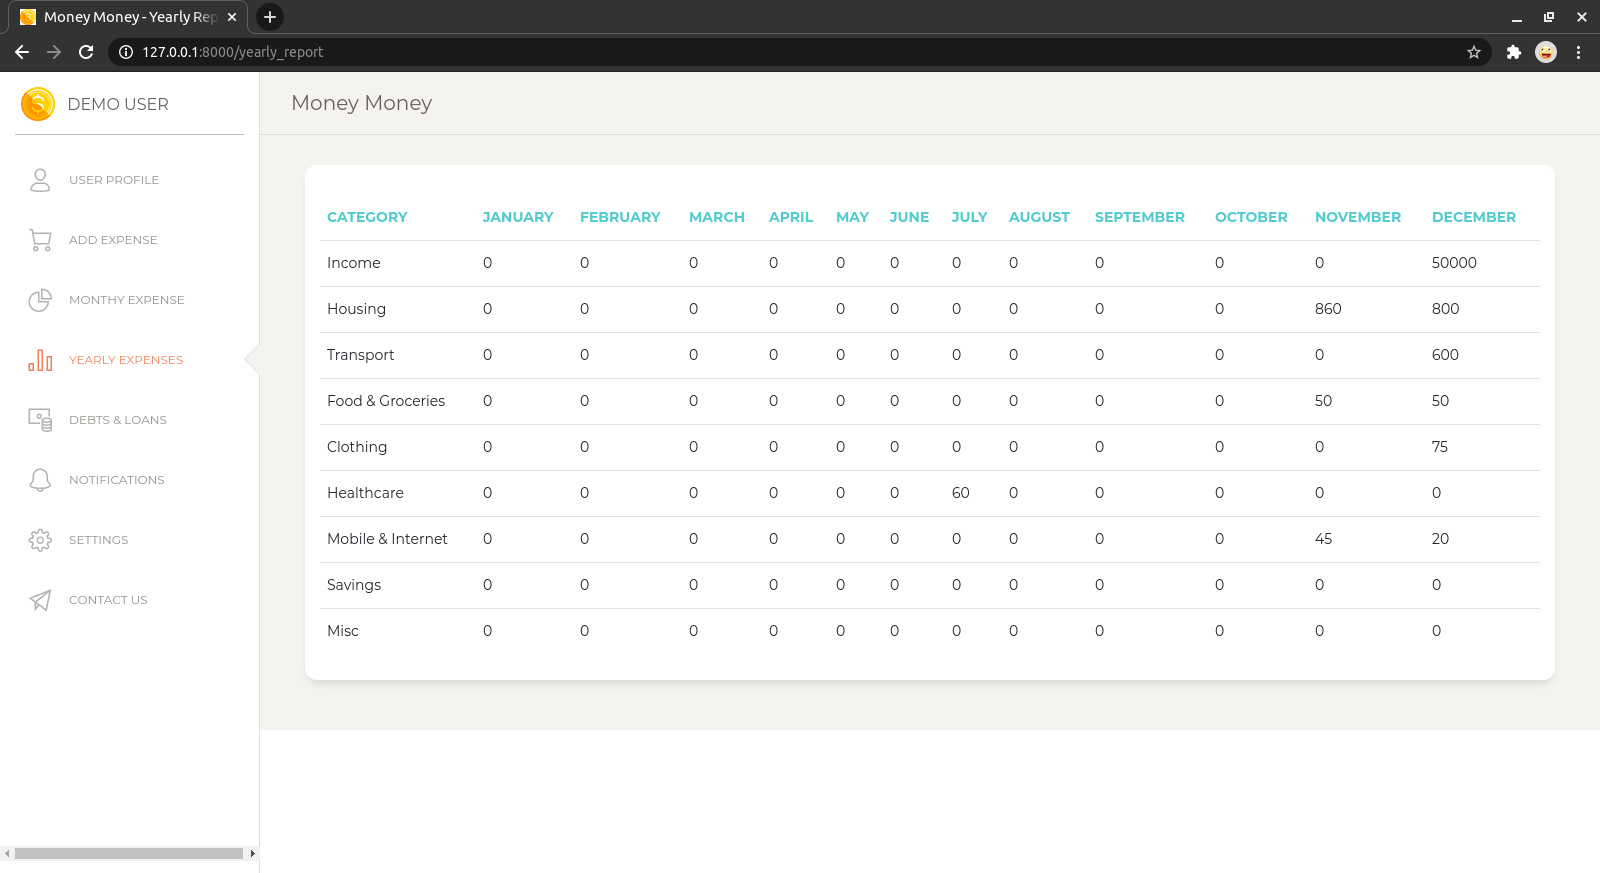 Money Money - Yearly Rep
127.0.0.1:8000/yearly_report
DEMO USER
USER PROFILE
ADD EXPENSE
MONTHY EXPENSE
YEARLY EXPENSES
DEBTS & LOANS
NOTIFICATIONS
SETTINGS
CONTACT US
Money Money
CATEGORY JANUARY FEBRUARY MARCH APRIL MAY JUNE JULY AUGUST SEPTEMBER OCTOBER NOVEMBER DECEMBER
Income 0 0 0 0 0 0 0 0 0 0 0 50000
Housing 0 0 0 0 0 0 0 0 0 0 860 800
Transport 0 0 0 0 0 0 0 0 0 0 0 600
Food & Groceries 0 0 0 0 0 0 0 0 0 0 50 50
Clothing 0 0 0 0 0 0 0 0 0 0 0 75
Healthcare 0 0 0 0 0 0 60 0 0 0 0 0
Mobile & Internet 0 0 0 0 0 0 0 0 0 0 45 20
Savings 0 0 0 0 0 0 0 0 0 0 0 0
Misc 0 0 0 0 0 0 0 0 0 0 0 0